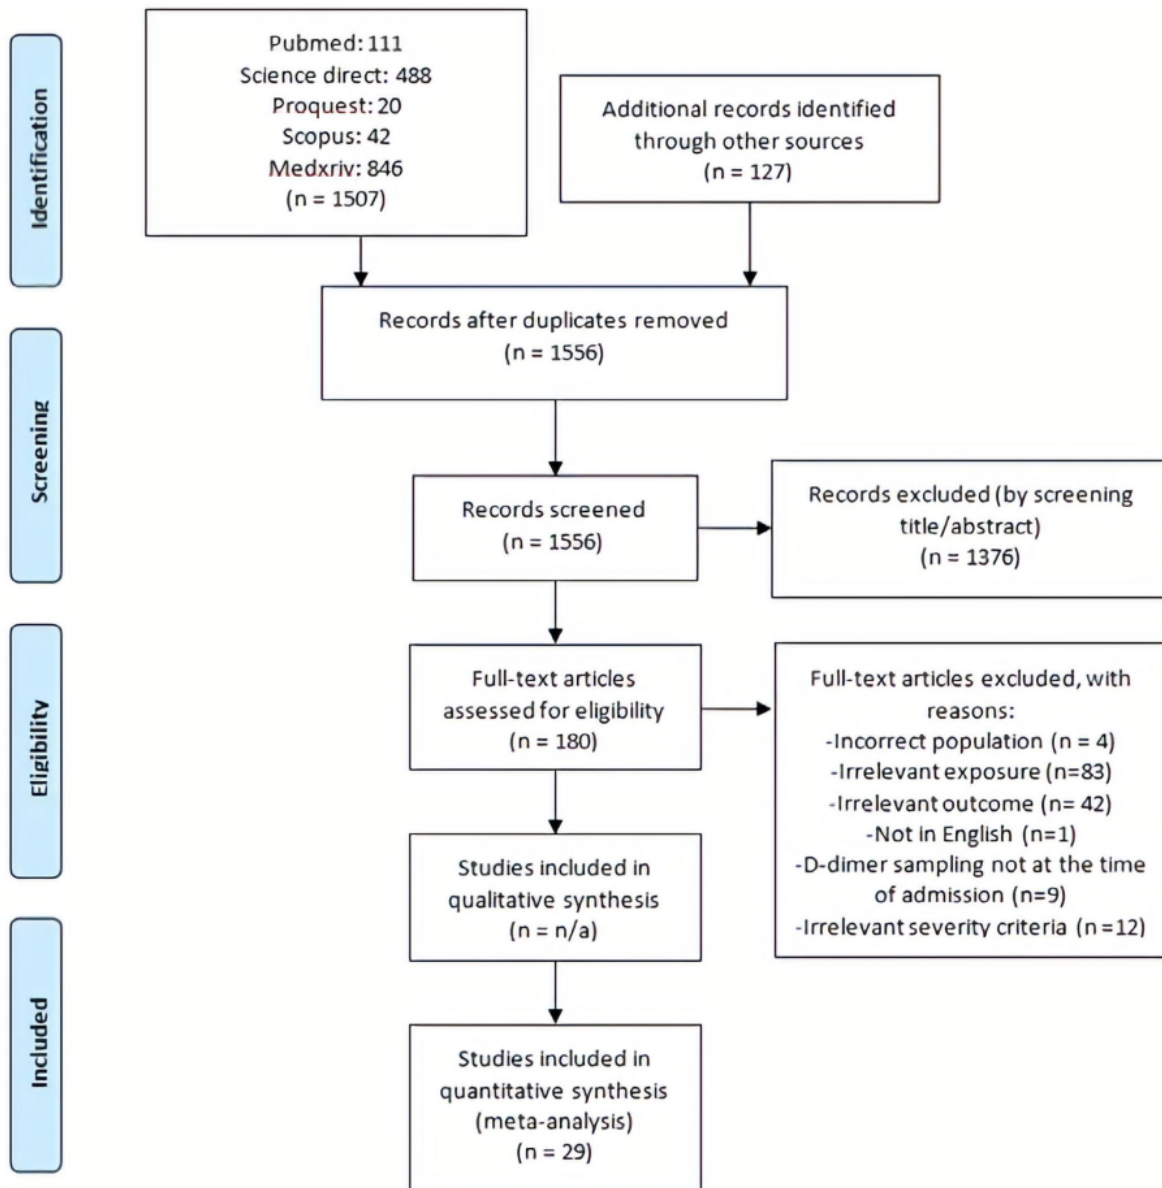 Identification
Pubmed: 111
Science direct: 488
Proquest: 20
Scopus: 42
Medxriv: 846
(n = 1507)
Additional records identified
through other sources
(n = 127)
Records after duplicates removed
(n = 1556)
Screening
Records screened
(n = 1556)
Records excluded (by screening
title/abstract)
(n = 1376)
Eligibility
Full-text articles
assessed for eligibility
(n = 180)
Full-text articles excluded, with
reasons:
-Incorrect population (n = 4)
-Irrelevant exposure (n=83)
-Irrelevant outcome (n= 42)
-Not in English (n=1)
-D-dimer sampling not at the time
of admission (n=9)
-Irrelevant severity criteria (n =12)
Studies included in
qualitative synthesis
(n = n/a)
Included
Studies included in
quantitative synthesis
(meta-analysis)
(n = 29)